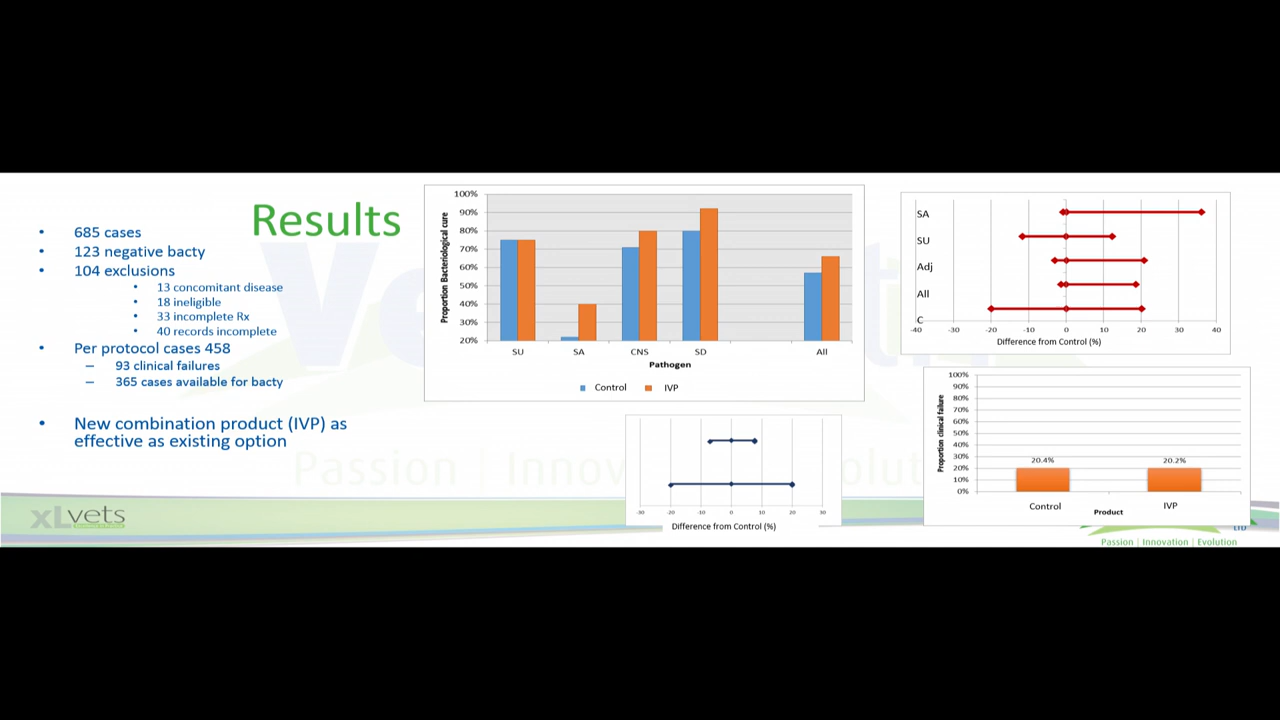 Results
• 685 cases
• 123 negative bacty
• 104 exclusions
• 13 concomitant disease
• 18 ineligible
• 33 incomplete Rx
• 40 records incomplete
• Per protocol cases 458
– 93 clinical failures
– 365 cases available for bacty
• New combination product (IVP) as
effective as existing option
Proportion Bacteriological cure
100%
90%
80%
70%
60%
50%
40%
30%
20%
SU SA CNS SD All
Pathogen
Control IVP
SA
SU
Adj
All
C
-40 -30 -20 -10 0 10 20 30 40
Difference from Control (%)
-30 -20 -10 0 10 20 30
Difference from Control (%)
Proportion clinical failure
100%
90%
80%
70%
60%
50%
40%
30%
20%
10%
0%
20.4% 20.2%
Control IVP
Product
xLvets
LTD
Passion | Innovation | Evolution